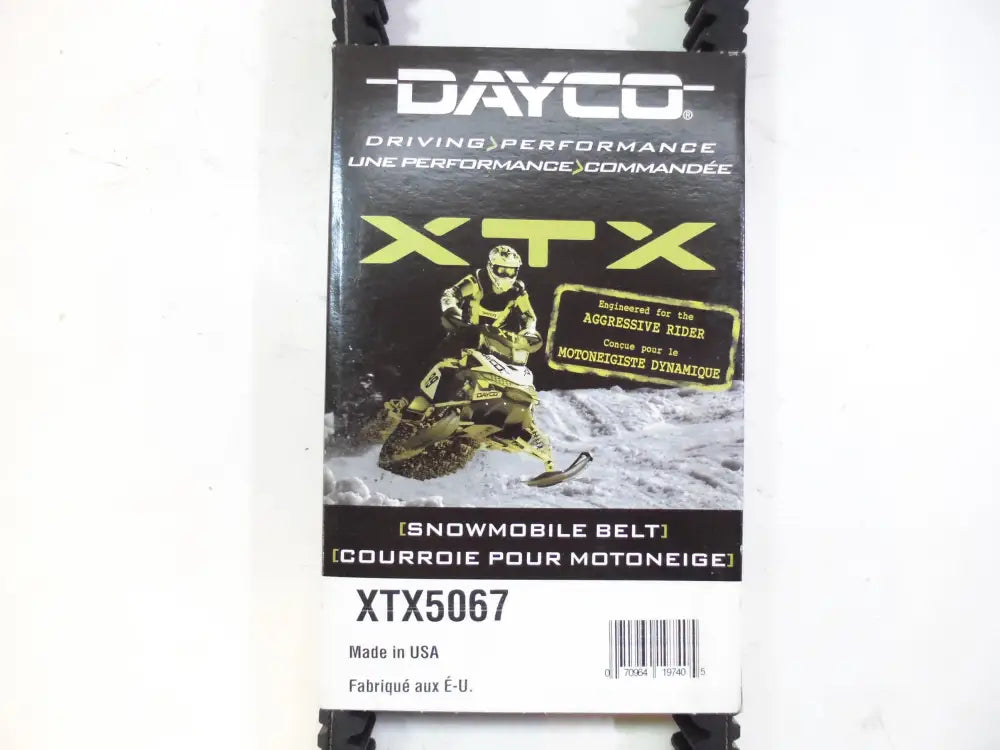 DAYCO®
DRIVING>PERFORMANCE
UNE PERFORMANCE>COMMANDÉE
XTX
Engineered for the
AGGRESSIVE RIDER
Conçue pour le
MOTONEIGISTE DYNAMIQUE
DAYCO
[SNOWMOBILE BELT]
[COURROIE POUR MOTONEIGE]
XTX5067
Made in USA
Fabriqué aux É-U.
0 70964 19740 5